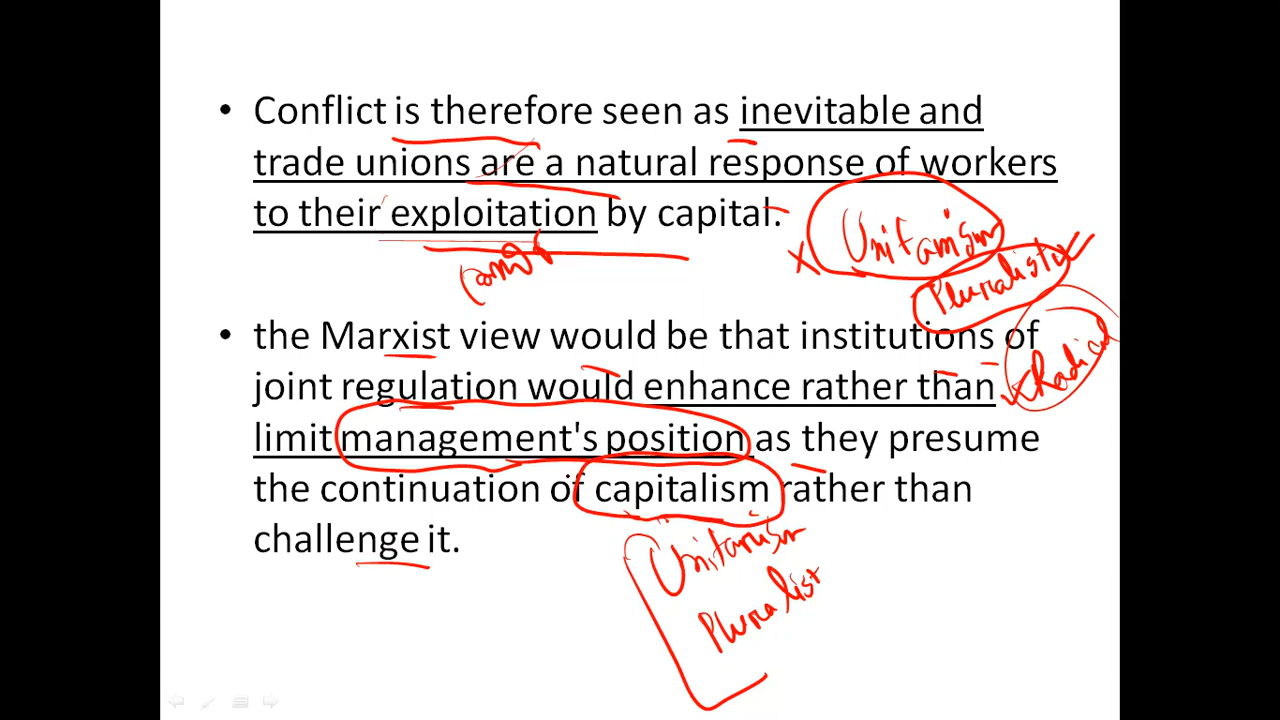 • Conflict is therefore seen as inevitable and
trade unions are a natural response of workers
to their exploitation by capital.
Unitarism
Pluralist
• the Marxist view would be that institutions of
joint regulation would enhance rather than
Radical
limit management's position as they presume
the continuation of capitalism rather than
challenge it.
Unitarism
Pluralist